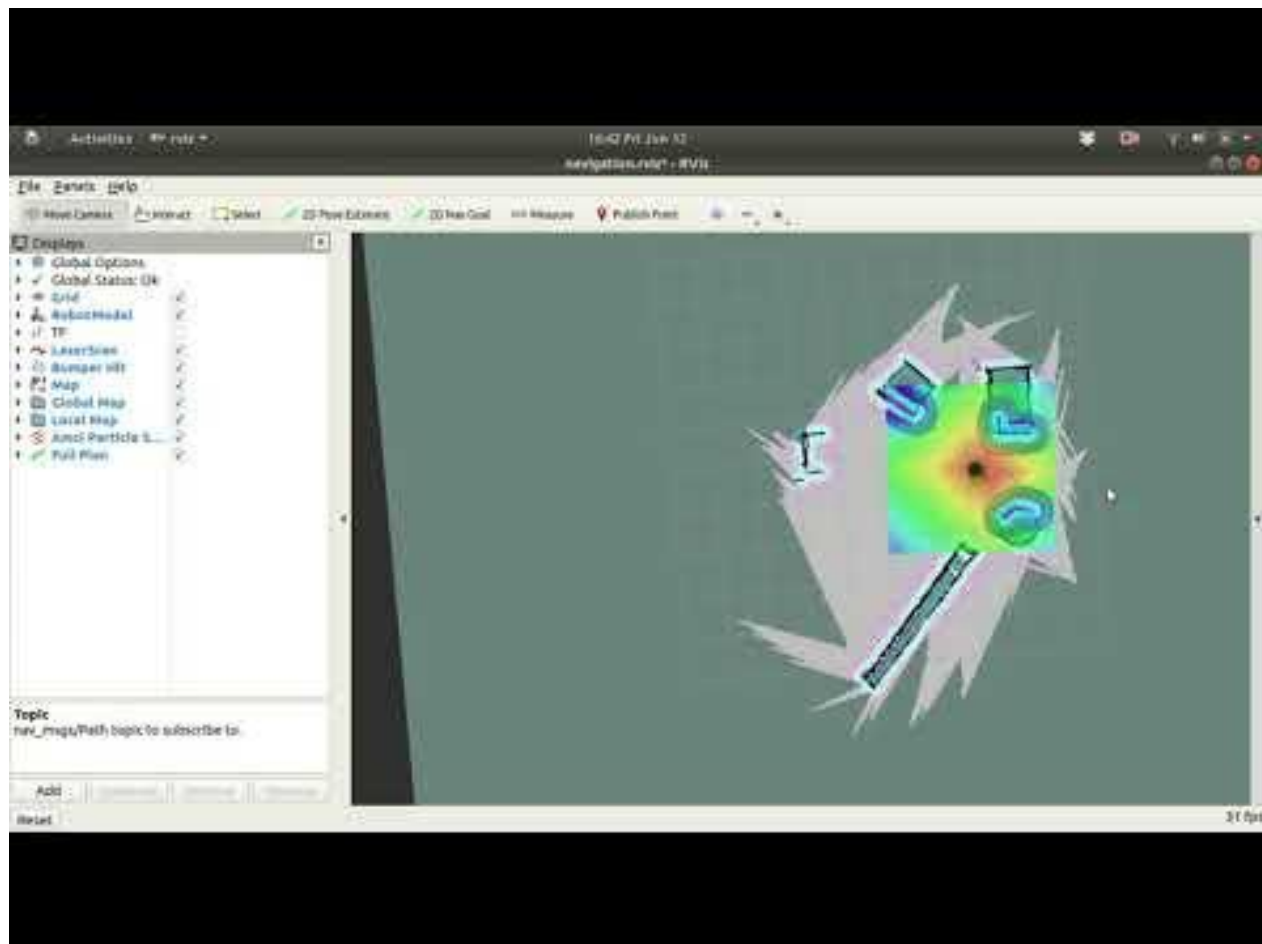 Activities rviz
16:42 Fri Jun 12
navigation.rviz* - RViz
File Panels Help
Move Camera Interact Select 2D Pose Estimate 2D Nav Goal Measure Publish Point
Displays
Global Options
Global Status: Ok
Grid
RobotModel
TF
LaserScan
Bumper Hit
Map
Global Map
Local Map
Amcl Particle S...
Full Plan
Topic
nav_msgs/Path topic to subscribe to.
Add
Reset
31 fps